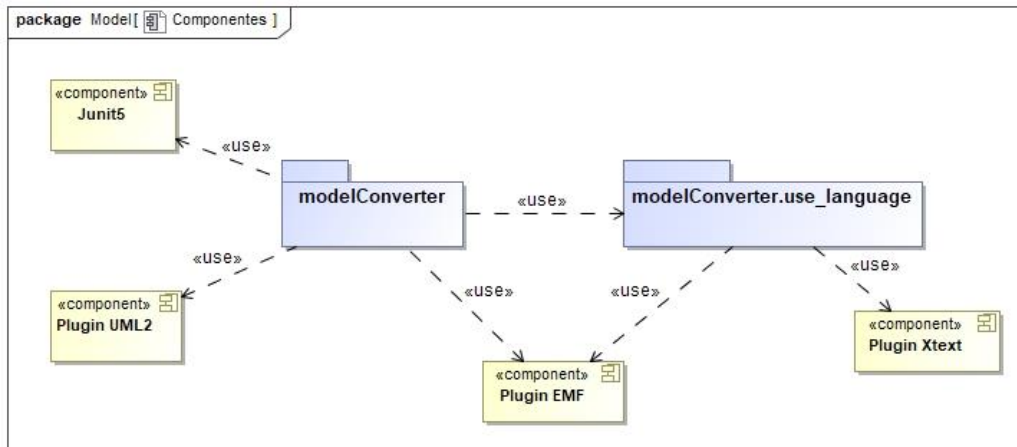 package Model[ Componentes ]
«component»
Junit5
«use»
modelConverter
«use»
modelConverter.use_language
«use»
«component»
Plugin UML2
«use»
«use»
«use»
«component»
Plugin Xtext
«component»
Plugin EMF